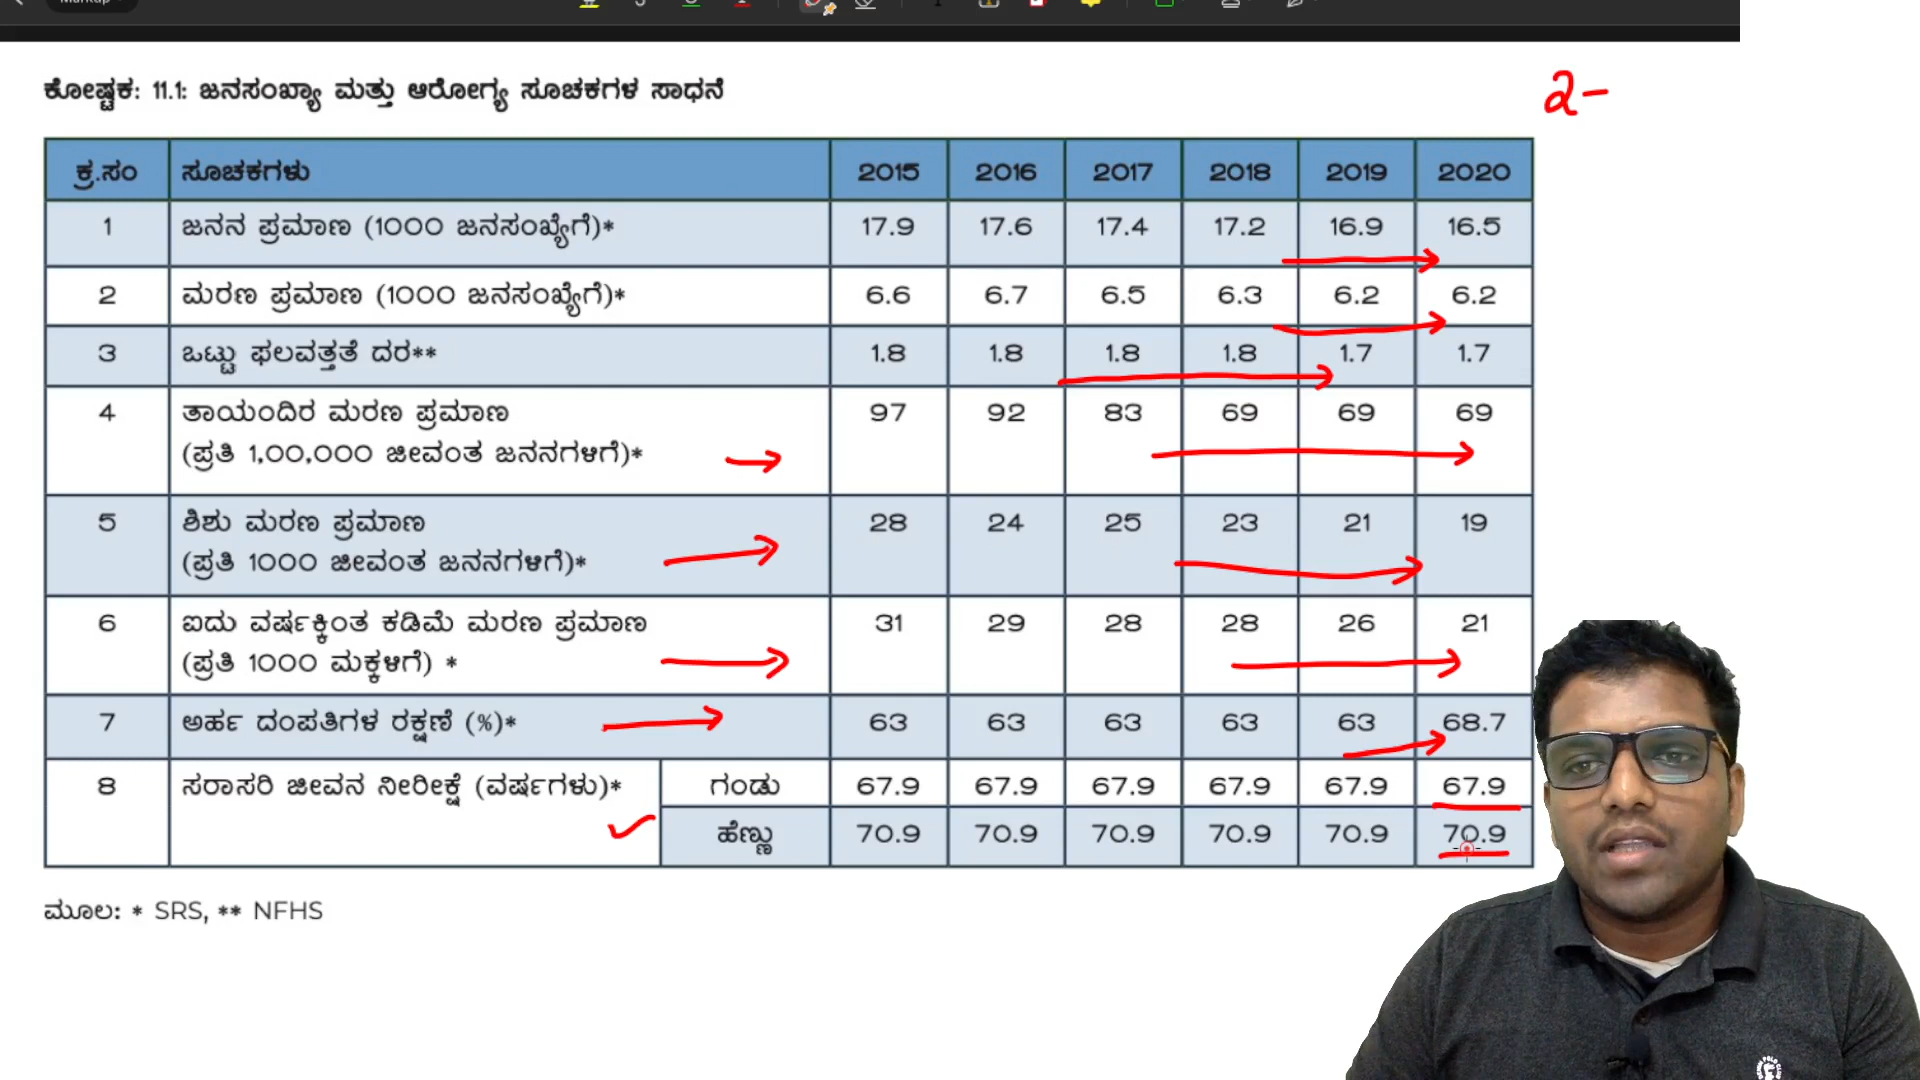 ಕೋಷ್ಟಕ: 11.1: ಜನಸಂಖ್ಯಾ ಮತ್ತು ಆರೋಗ್ಯ ಸೂಚಕಗಳ ಸಾಧನೆ
2-
ಕ್ರ.ಸಂ ಸೂಚಕಗಳು 2015 2016 2017 2018 2019 2020
1 ಜನನ ಪ್ರಮಾಣ (1000 ಜನಸಂಖ್ಯೆಗೆ)* 17.9 17.6 17.4 17.2 16.9 16.5
2 ಮರಣ ಪ್ರಮಾಣ (1000 ಜನಸಂಖ್ಯೆಗೆ)* 6.6 6.7 6.5 6.3 6.2 6.2
3 ಒಟ್ಟು ಫಲವತ್ತತೆ ದರ** 1.8 1.8 1.8 1.8 1.7 1.7
4 ತಾಯಂದಿರ ಮರಣ ಪ್ರಮಾಣ 97 92 83 69 69 69
(ಪ್ರತಿ 1,00,000 ಜೀವಂತ ಜನನಗಳಿಗೆ)*
5 ಶಿಶು ಮರಣ ಪ್ರಮಾಣ 28 24 25 23 21 19
(ಪ್ರತಿ 1000 ಜೀವಂತ ಜನನಗಳಿಗೆ)*
6 ಐದು ವರ್ಷಕ್ಕಿಂತ ಕಡಿಮೆ ಮರಣ ಪ್ರಮಾಣ 31 29 28 28 26 21
(ಪ್ರತಿ 1000 ಮಕ್ಕಳಿಗೆ) *
7 ಅರ್ಹ ದಂಪತಿಗಳ ರಕ್ಷಣೆ (%)* 63 63 63 63 63 68.7
8 ಸರಾಸರಿ ಜೀವನ ನೀರೀಕ್ಷೆ (ವರ್ಷಗಳು)* ಗಂಡು 67.9 67.9 67.9 67.9 67.9 67.9
ಹೆಣ್ಣು 70.9 70.9 70.9 70.9 70.9 70.9
ಮೂಲ: * SRS, ** NFHS